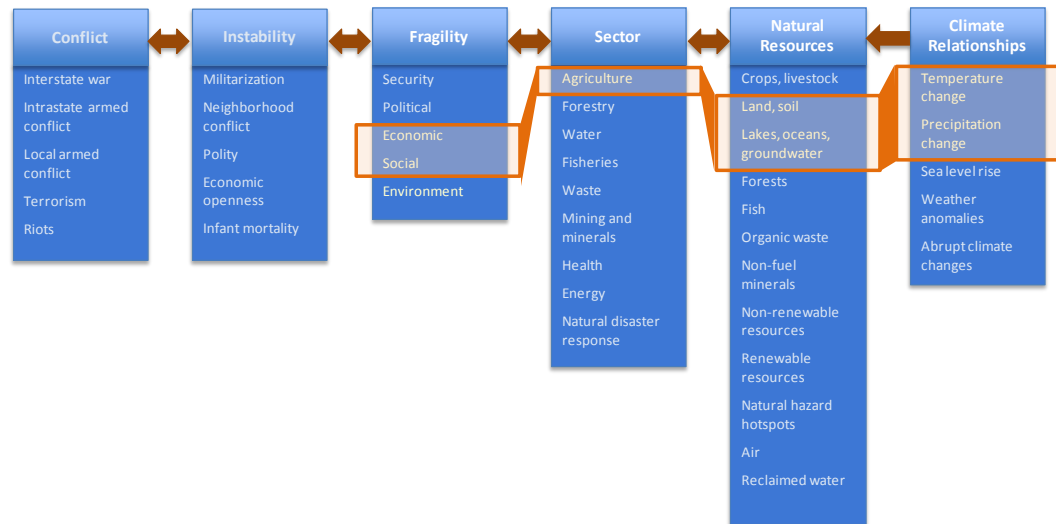 Conflict
Interstate war
Intrastate armed
conflict
Local armed
conflict
Terrorism
Riots
Instability
Militarization
Neighborhood
conflict
Polity
Economic
openness
Infant mortality
Fragility
Security
Political
Economic
Social
Environment
Sector
Agriculture
Forestry
Water
Fisheries
Waste
Mining and
minerals
Health
Energy
Natural disaster
response
Natural
Resources
Crops, livestock
Land, soil
Lakes, oceans,
groundwater
Forests
Fish
Organic waste
Non-fuel
minerals
Non-renewable
resources
Renewable
resources
Natural hazard
hotspots
Air
Reclaimed water
Climate
Relationships
Temperature
change
Precipitation
change
Sea level rise
Weather
anomalies
Abrupt climate
changes